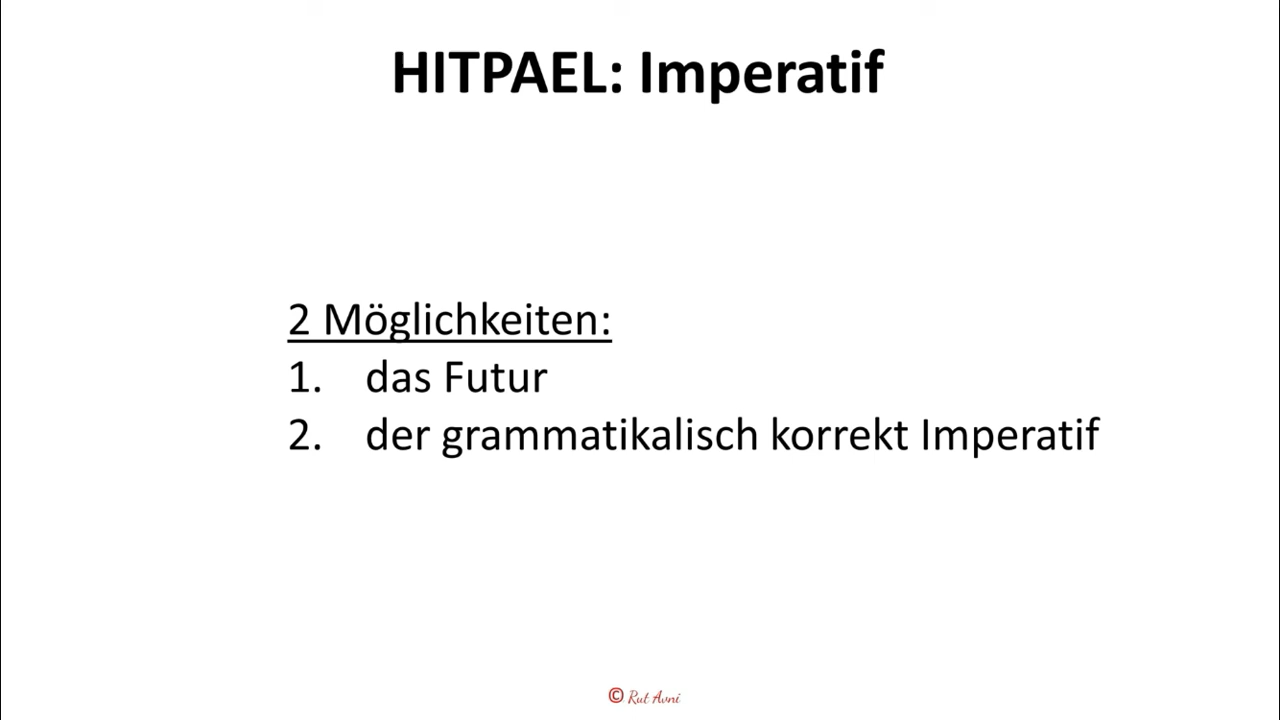 HITPAEL: Imperatif
2 Möglichkeiten:
1. das Futur
2. der grammatikalisch korrekt Imperatif
© Rut Avni